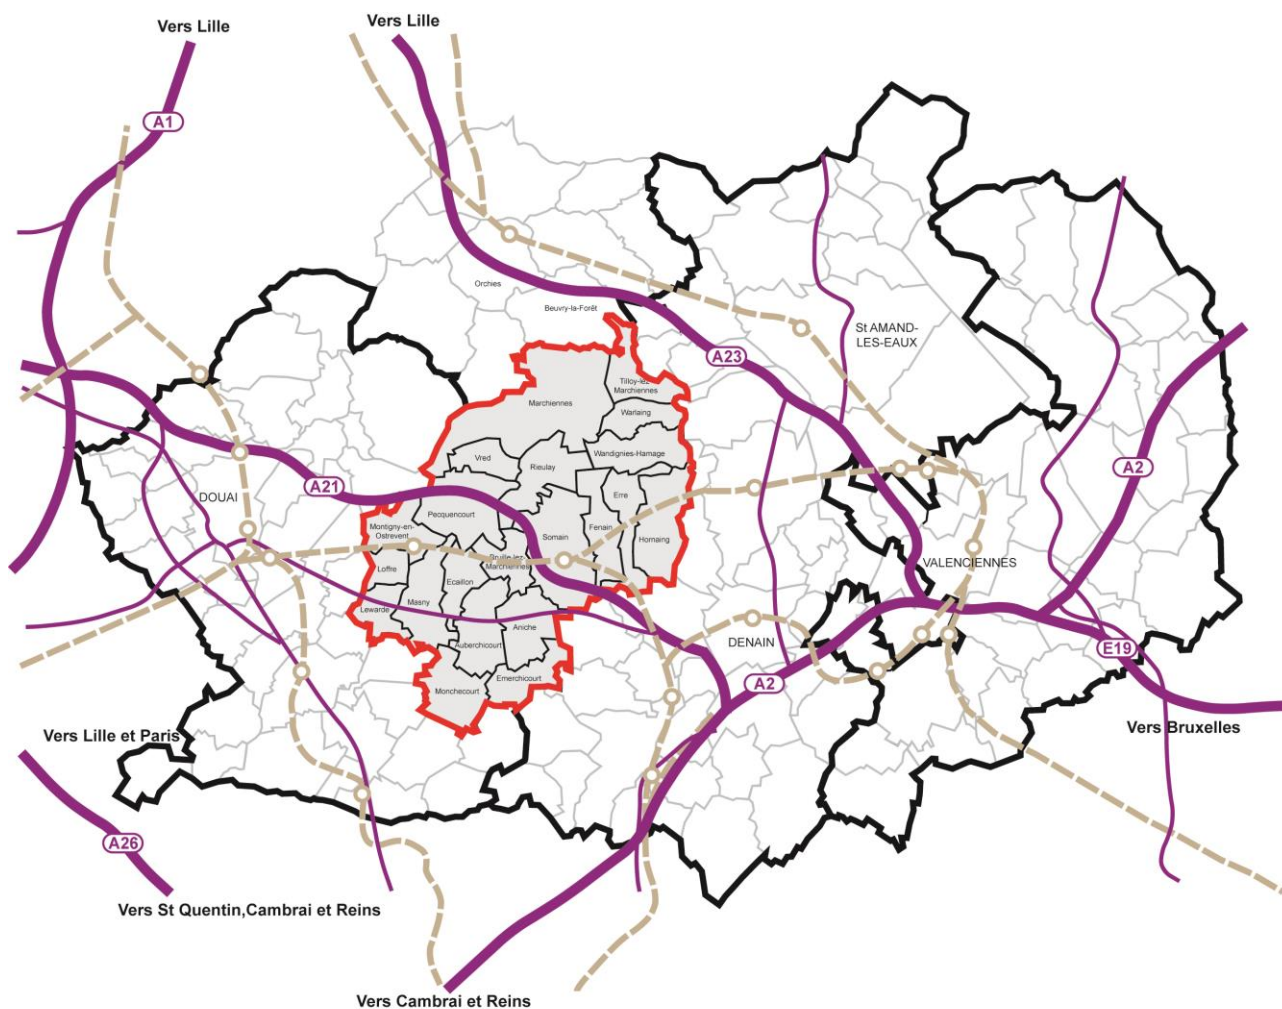 Vers Lille
Vers Lille
A1
Orchies
Beuvry-la-Forêt
St AMAND-
LES-EAUX
A23
Tilloy-lez-
Marchiennes
Marchiennes
Warlaing
Vred
Rieulay
Wandignies-Hamage
A2
DOUAI
A21
Erre
Pecquencourt
Fenain
Montigny-en-
Ostrevent
Somain
Hornaing
Bruille-lez-
Marchiennes
VALENCIENNES
Loffre
Ecaillon
Lewarde
Masny
Aniche
DENAIN
Auberchicourt
E19
Emerchicourt
A2
Monchecourt
Vers Bruxelles
Vers Lille et Paris
A26
Vers St Quentin,Cambrai et Reins
Vers Cambrai et Reins